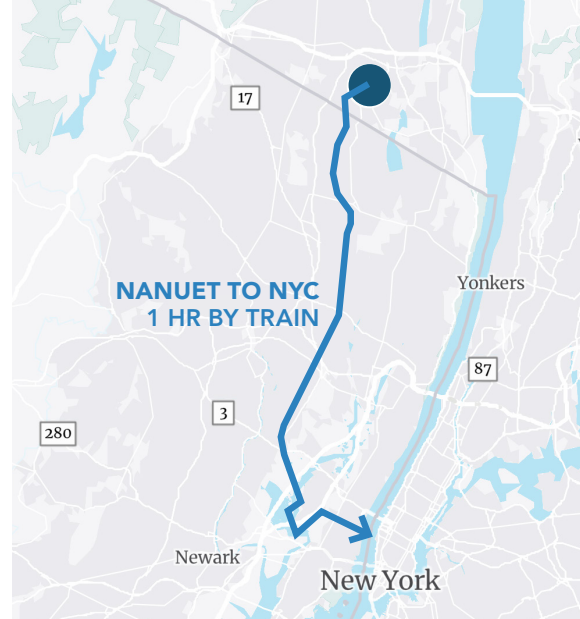 17
NANUET TO NYC
1 HR BY TRAIN
Yonkers
87
3
280
Newark
New York